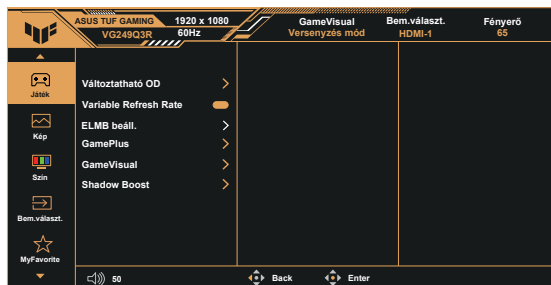 ASUS TUF GAMING 1920 x 1080
VG249Q3R 60Hz
GameVisual
Versenyzés mód
Bem.választ.
HDMI-1
Fényerő
65
Játék
Kép
Szín
Bem.választ.
MyFavorite
Változtatható OD
Variable Refresh Rate
ELMB beáll.
GamePlus
GameVisual
Shadow Boost
50 Back Enter